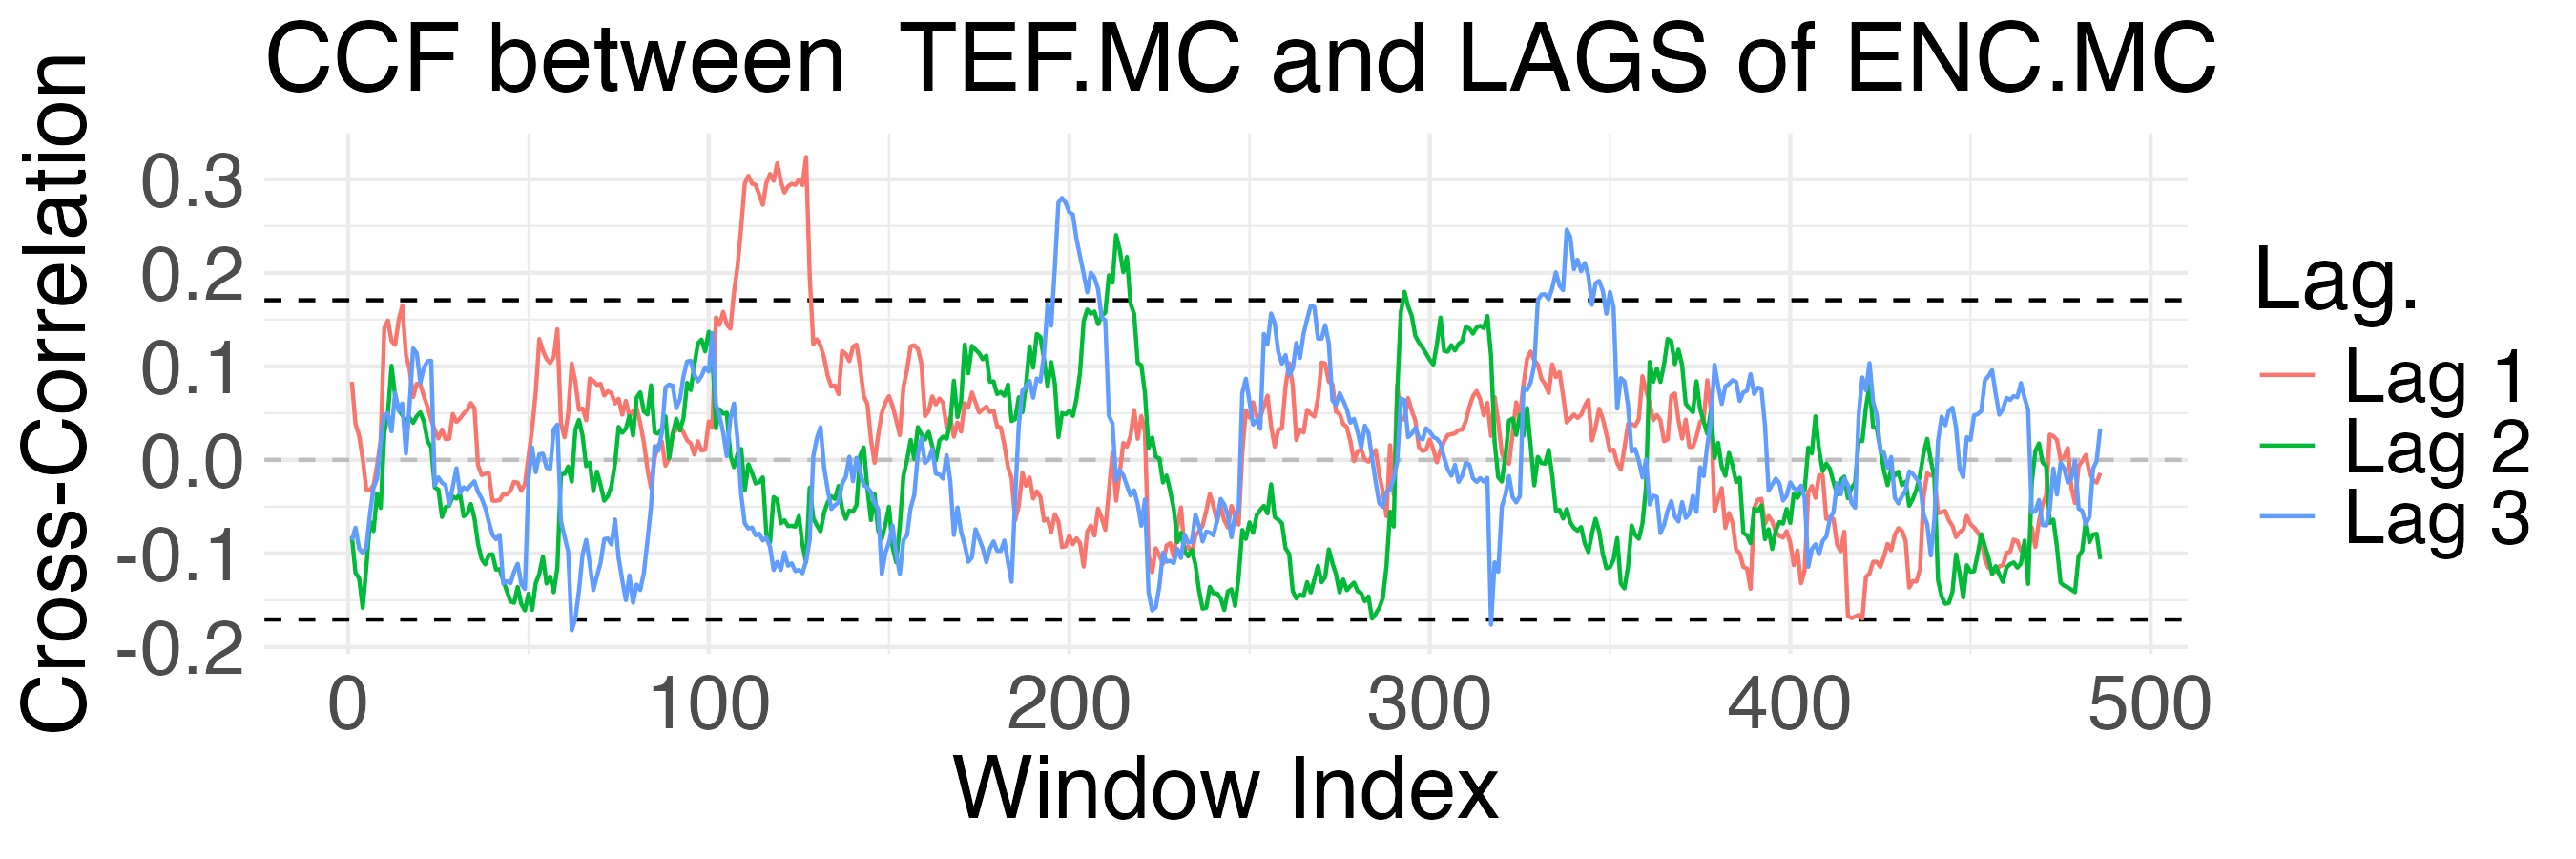 CCF between  TEF.MC and LAGS of ENC.MC
Cross-Correlation
0.3
0.2
0.1
0.0
-0.1
-0.2
0 100 200 300 400 500
Window Index
Lag.
Lag 1
Lag 2
Lag 3